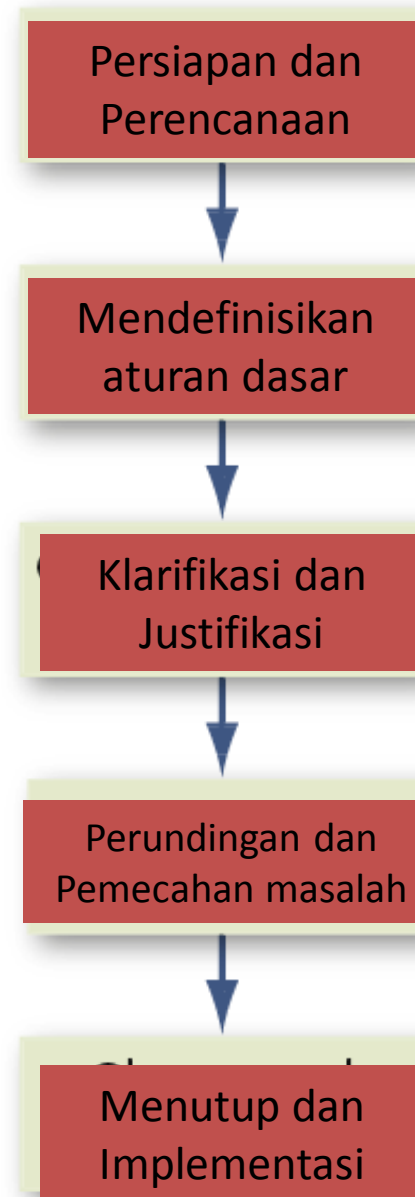 Persiapan dan
Perencanaan
Mendefinisikan
aturan dasar
Klarifikasi dan
Justifikasi
Perundingan dan
Pemecahan masalah
Menutup dan
Implementasi